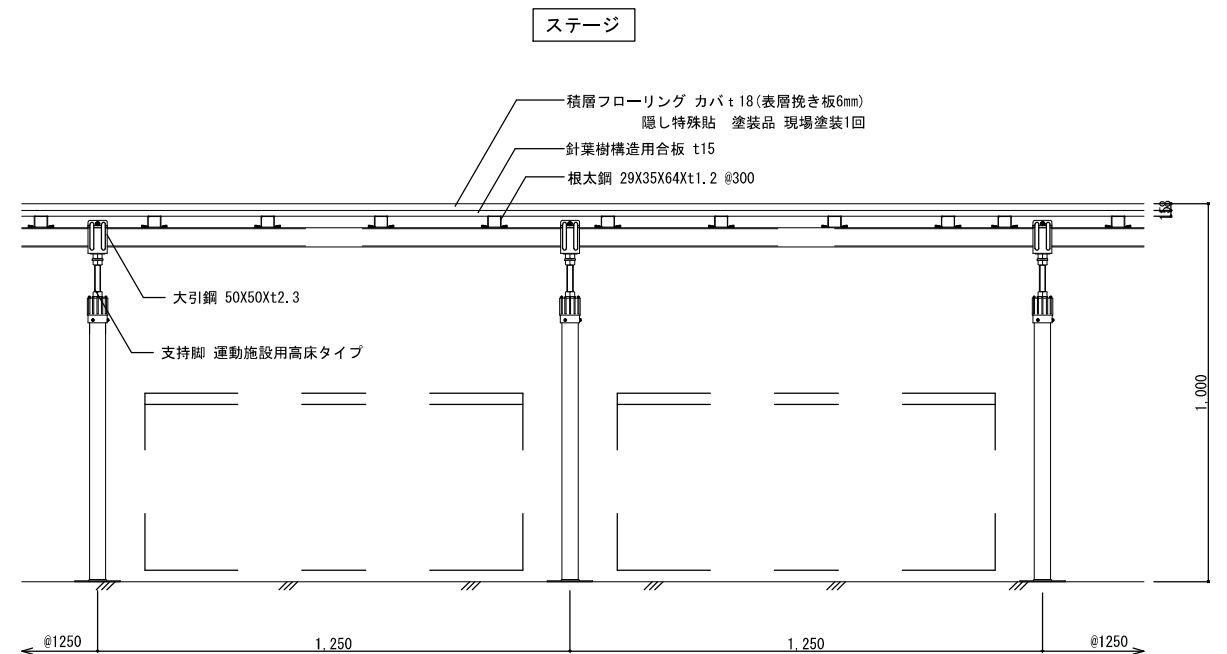 ステージ
積層フローリング カバt18(表層挽き板6mm)
隠し特殊貼 塗装品 現場塗装1回
針葉樹構造用合板 t15
根太鋼 29X35X64Xt1.2 @300
大引鋼 50X50Xt2.3
支持脚 運動施設用高床タイプ
1,000
@1250
1,250
1,250
@1250